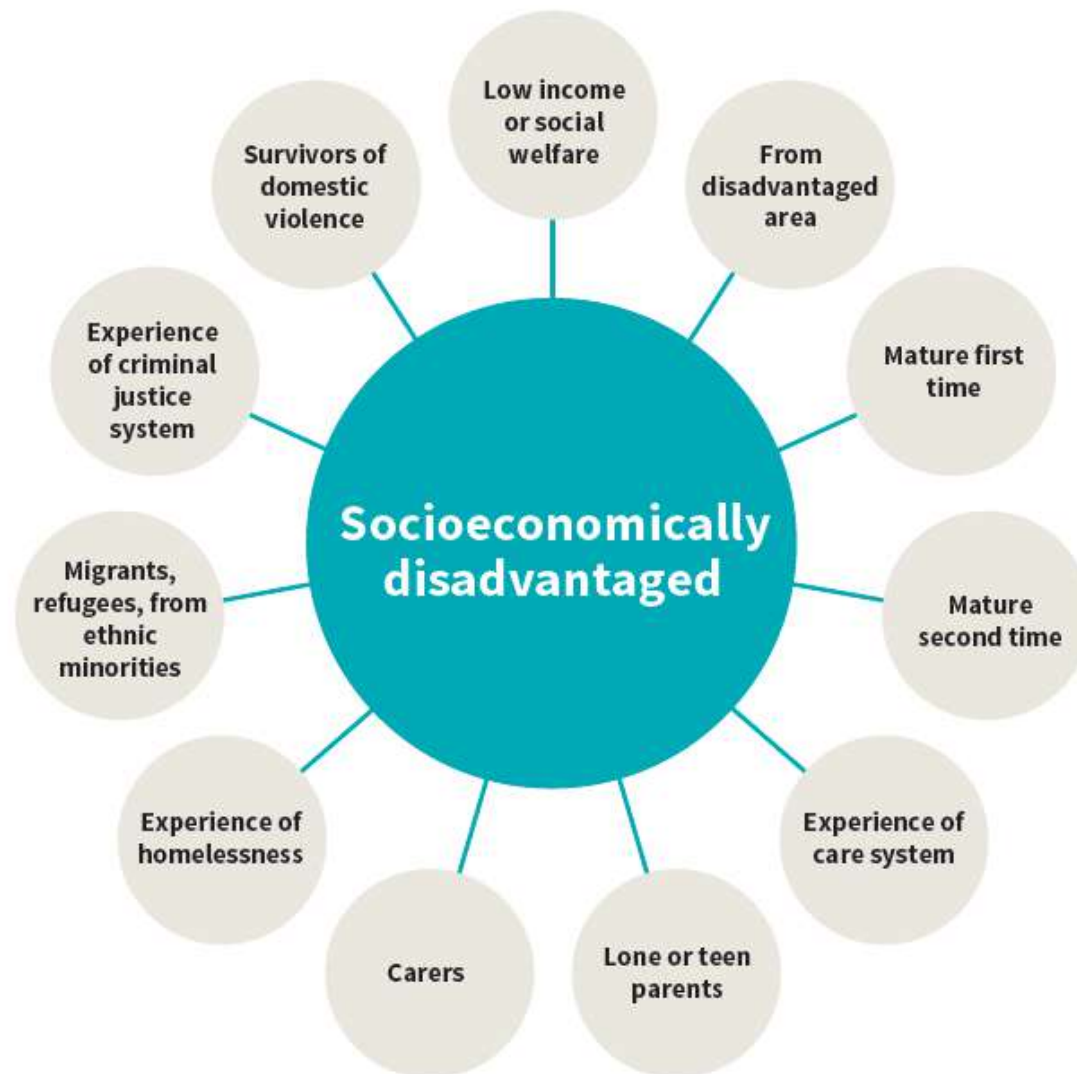 Low income
or social
welfare
From
disadvantaged
area
Mature first
time
Mature
second time
Experience of
care system
Lone or teen
parents
Carers
Experience of
homelessness
Migrants,
refugees, from
ethnic
minorities
Experience
of criminal
justice
system
Survivors of
domestic
violence
Socioeconomically
disadvantaged